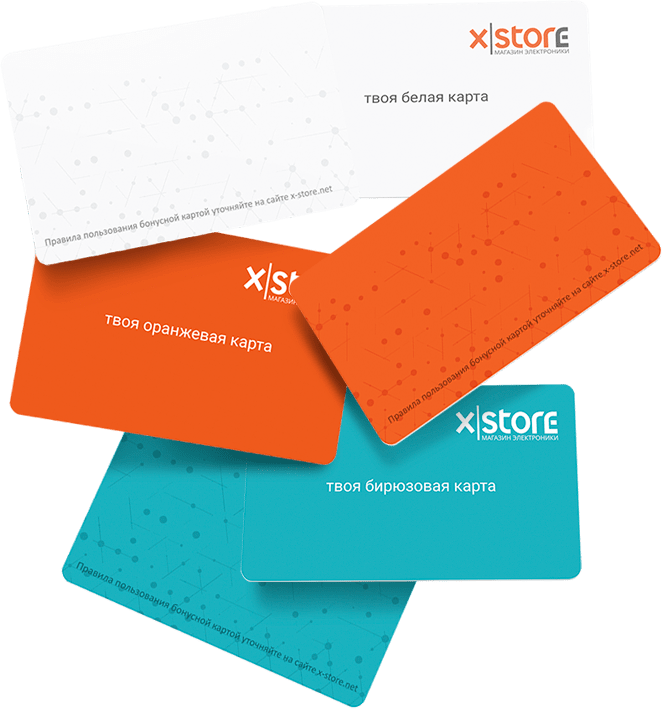 x|store
МАГАЗИН ЭЛЕКТРОНИКИ
твоя белая карта
Правила пользования бонусной картой уточняйте на сайте x-store.net
x|st
МАГАЗИН
твоя оранжевая карта
Правила пользования бонусной картой уточняйте на сайте x-store.net
x|store
МАГАЗИН ЭЛЕКТРОНИКИ
твоя бирюзовая карта
Правила пользования бонусной картой уточняйте на сайте x-store.net